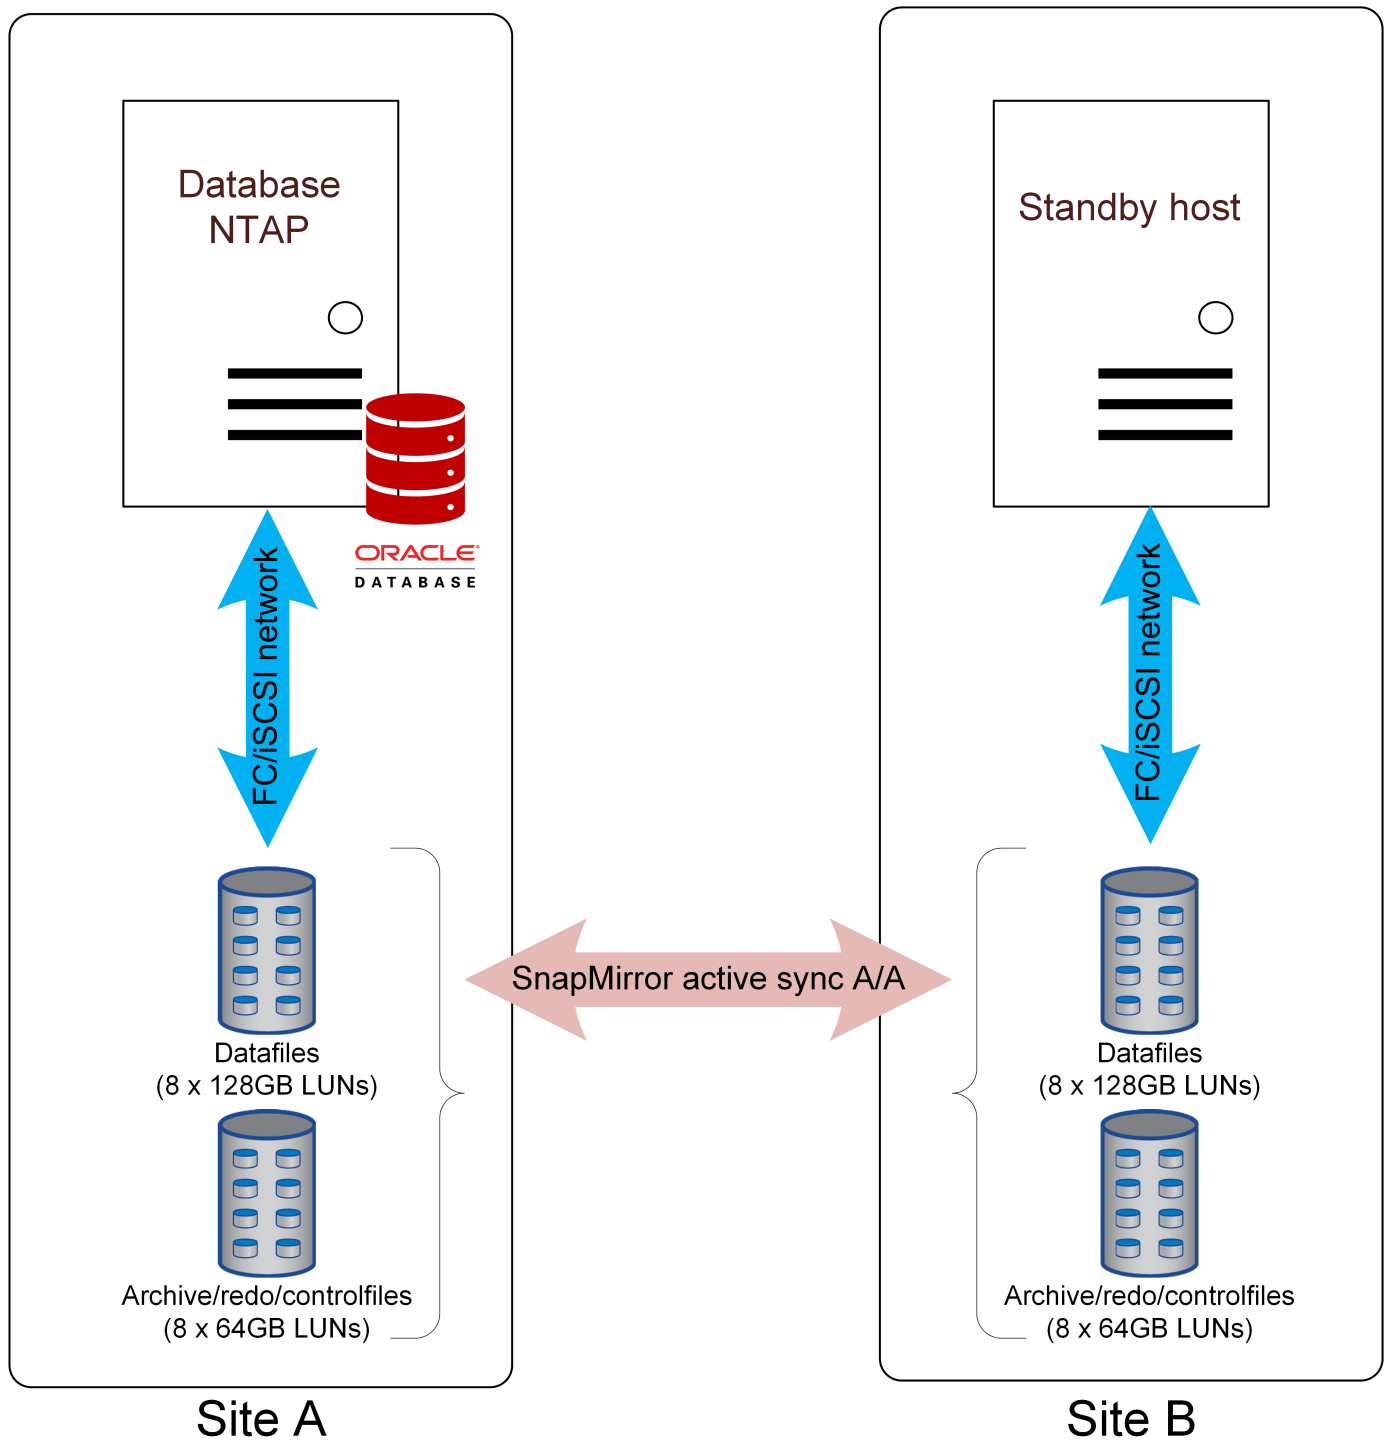 Database
NTAP
ORACLE®
DATABASE
FC/iSCSI network
Datafiles
(8 x 128GB LUNs)
Archive/redo/controlfiles
(8 x 64GB LUNs)
Site A
SnapMirror active sync A/A
Standby host
FC/iSCSI network
Datafiles
(8 x 128GB LUNs)
Archive/redo/controlfiles
(8 x 64GB LUNs)
Site B